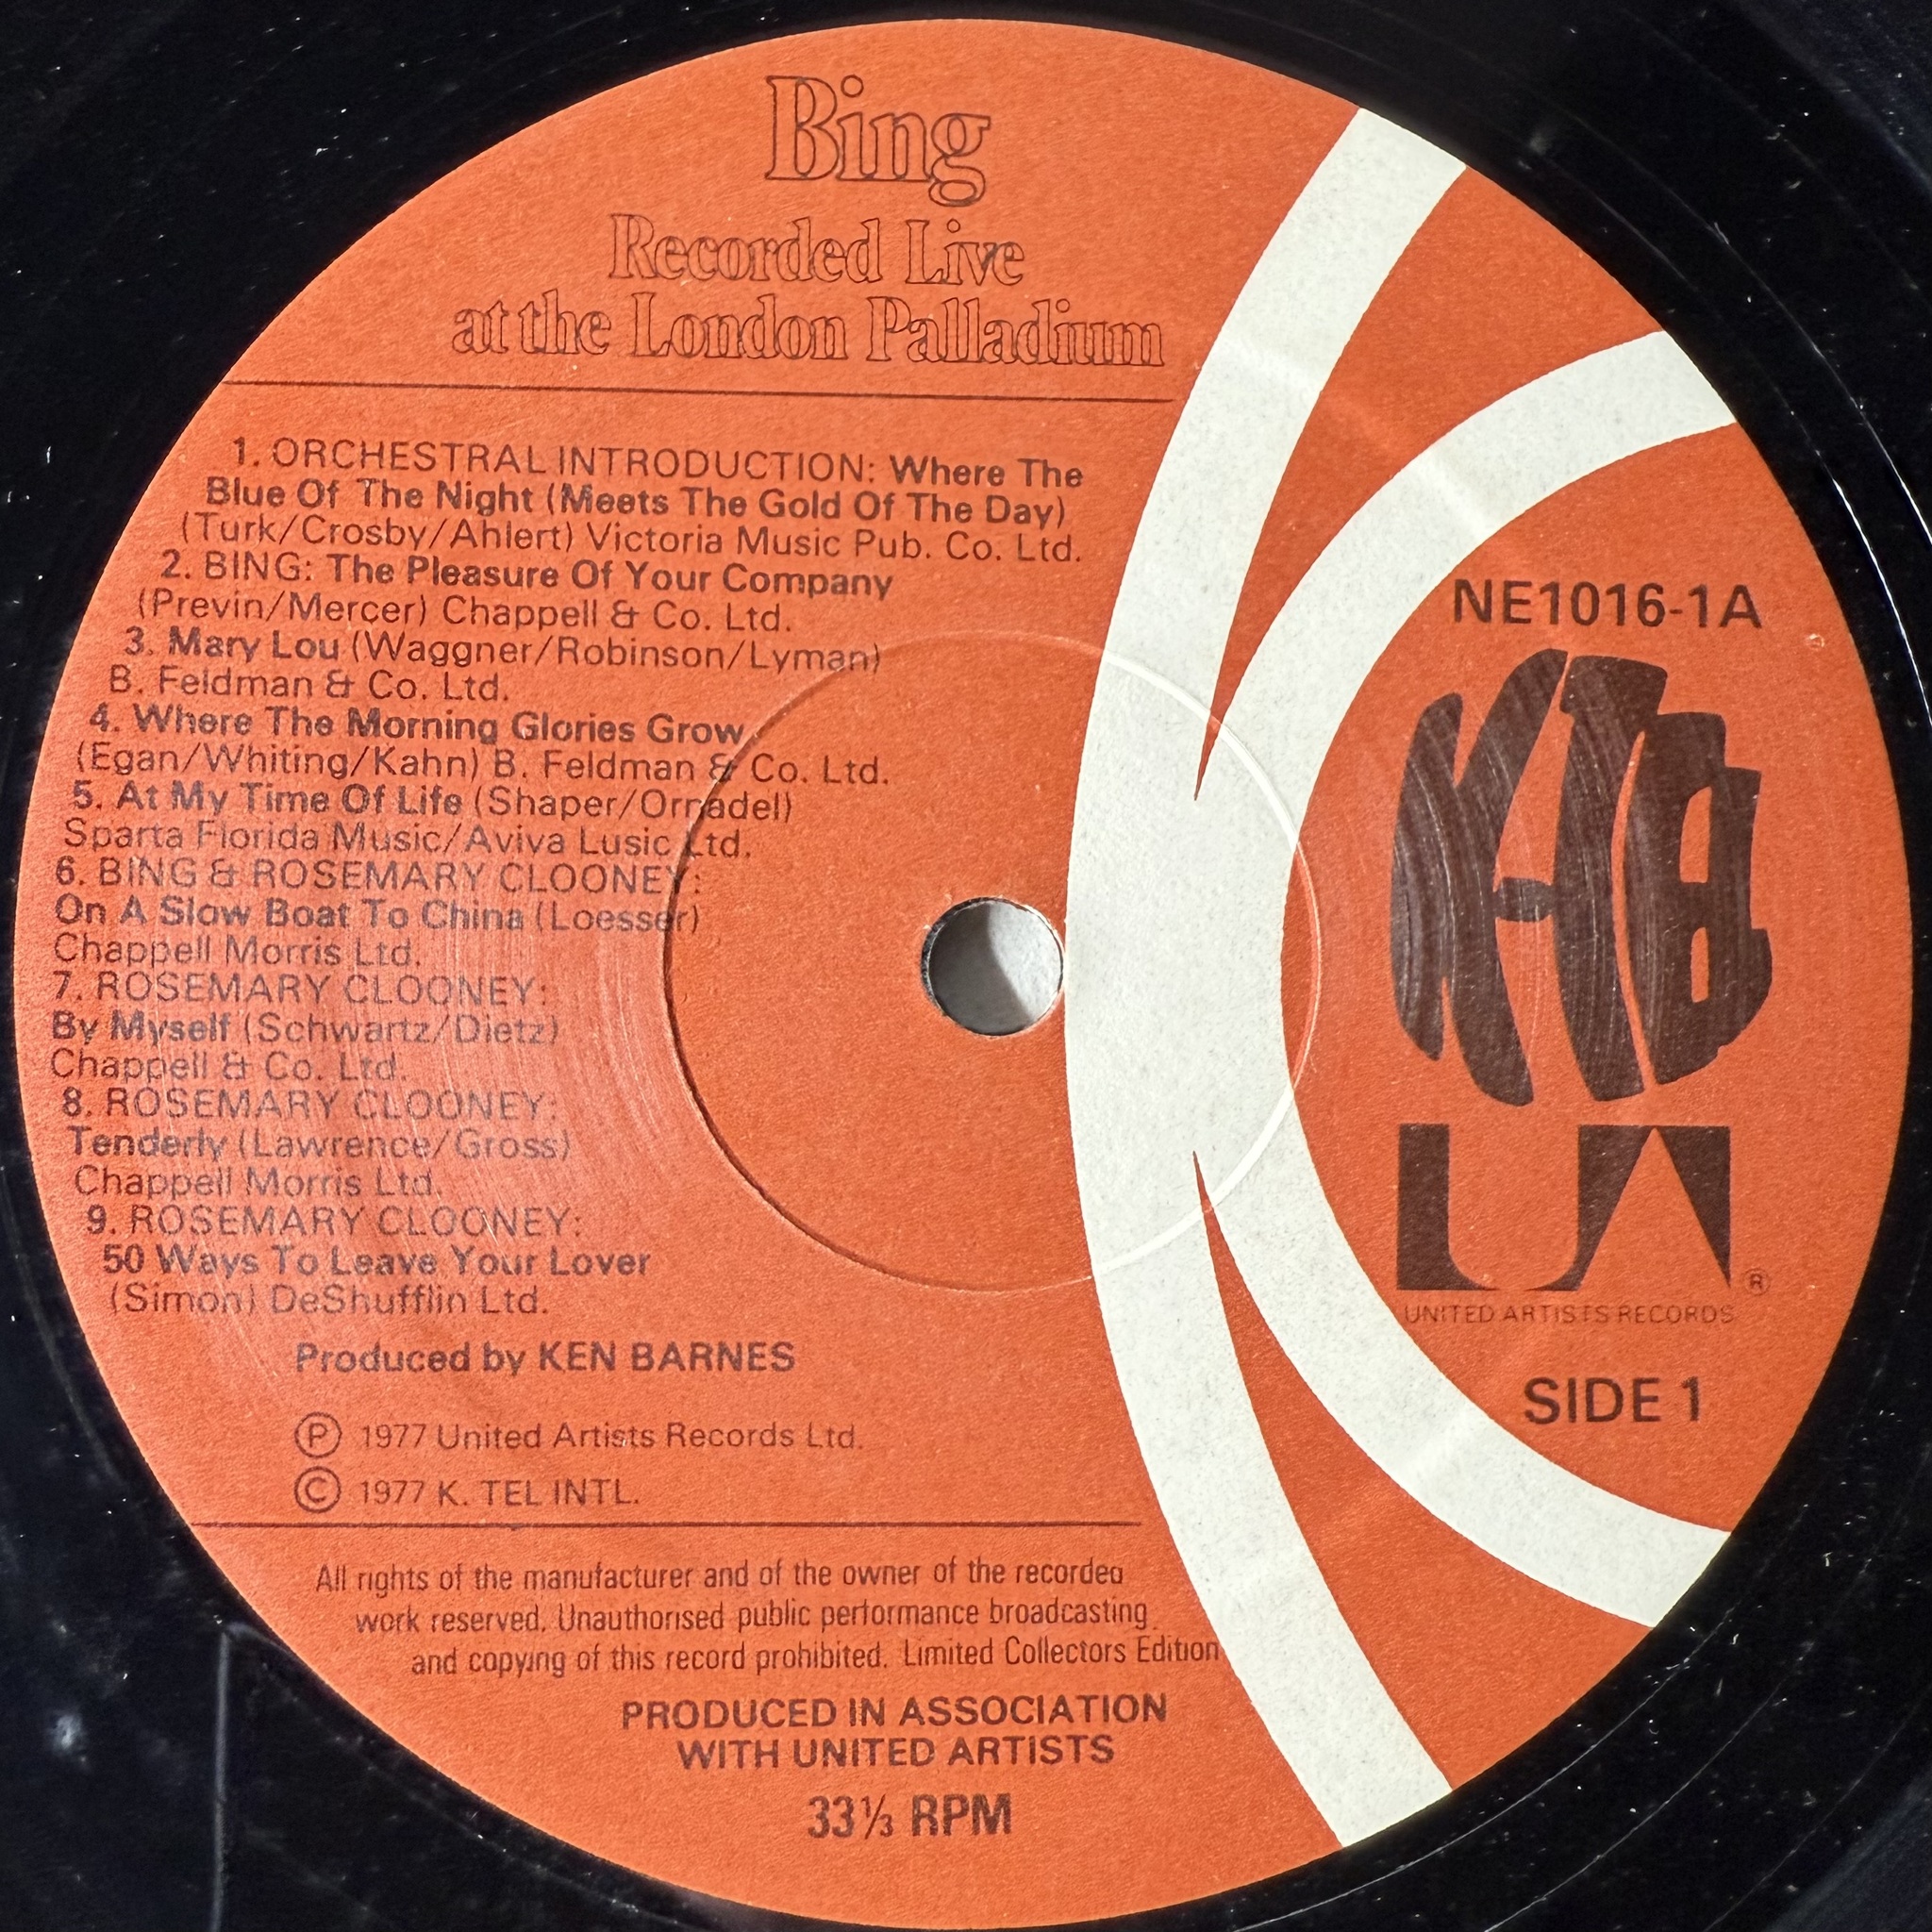 Bing
Recorded Live
at the London Palladium
1. ORCHESTRAL INTRODUCTION: Where The
Blue Of The Night (Meets The Gold Of The Day)
(Turk/Crosby/Ahlert) Victoria Music Pub. Co. Ltd.
2. BING: The Pleasure Of Your Company
(Previn/Mercer) Chappell & Co. Ltd.
3. Mary Lou (Waggner/Robinson/Lyman)
B. Feldman & Co. Ltd.
4. Where The Morning Glories Grow
(Egan/Whiting/Kahn) B. Feldman & Co. Ltd.
5. At My Time Of Life (Shaper/Ornadel)
Sparta Florida Music/Aviva Lusic Ltd.
6. BING & ROSEMARY CLOONEY:
On A Slow Boat To China (Loesser)
Chappell Morris Ltd.
7. ROSEMARY CLOONEY:
By Myself (Schwartz/Dietz)
Chappell & Co. Ltd.
8. ROSEMARY CLOONEY:
Tenderly (Lawrence/Gross)
Chappell Morris Ltd.
9. ROSEMARY CLOONEY:
50 Ways To Leave Your Lover
(Simon) DeShufflin Ltd.
Produced by KEN BARNES
Ⓟ 1977 United Artists Records Ltd.
© 1977 K. TEL INTL.
All rights of the manufacturer and of the owner of the recorded
work reserved. Unauthorised public performance broadcasting
and copying of this record prohibited. Limited Collectors Edition
PRODUCED IN ASSOCIATION
WITH UNITED ARTISTS
33⅓ RPM
NE1016-1A
K-TEL
UA ®
UNITED ARTISTS RECORDS
SIDE 1